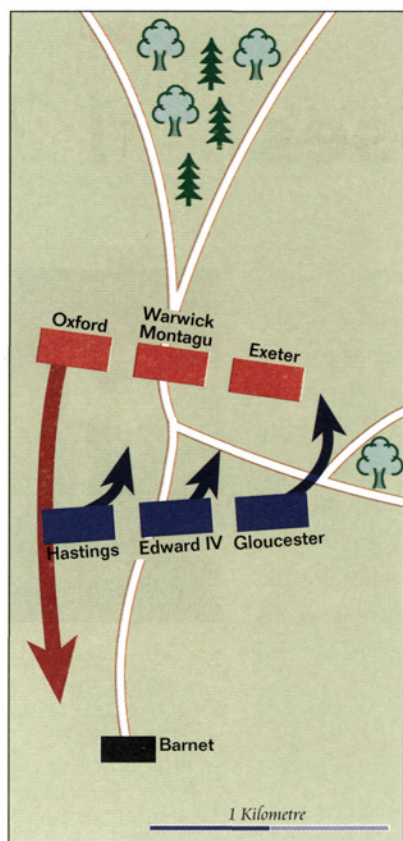 Oxford
Warwick
Montagu
Exeter
Hastings
Edward IV
Gloucester
Barnet
1 Kilometre